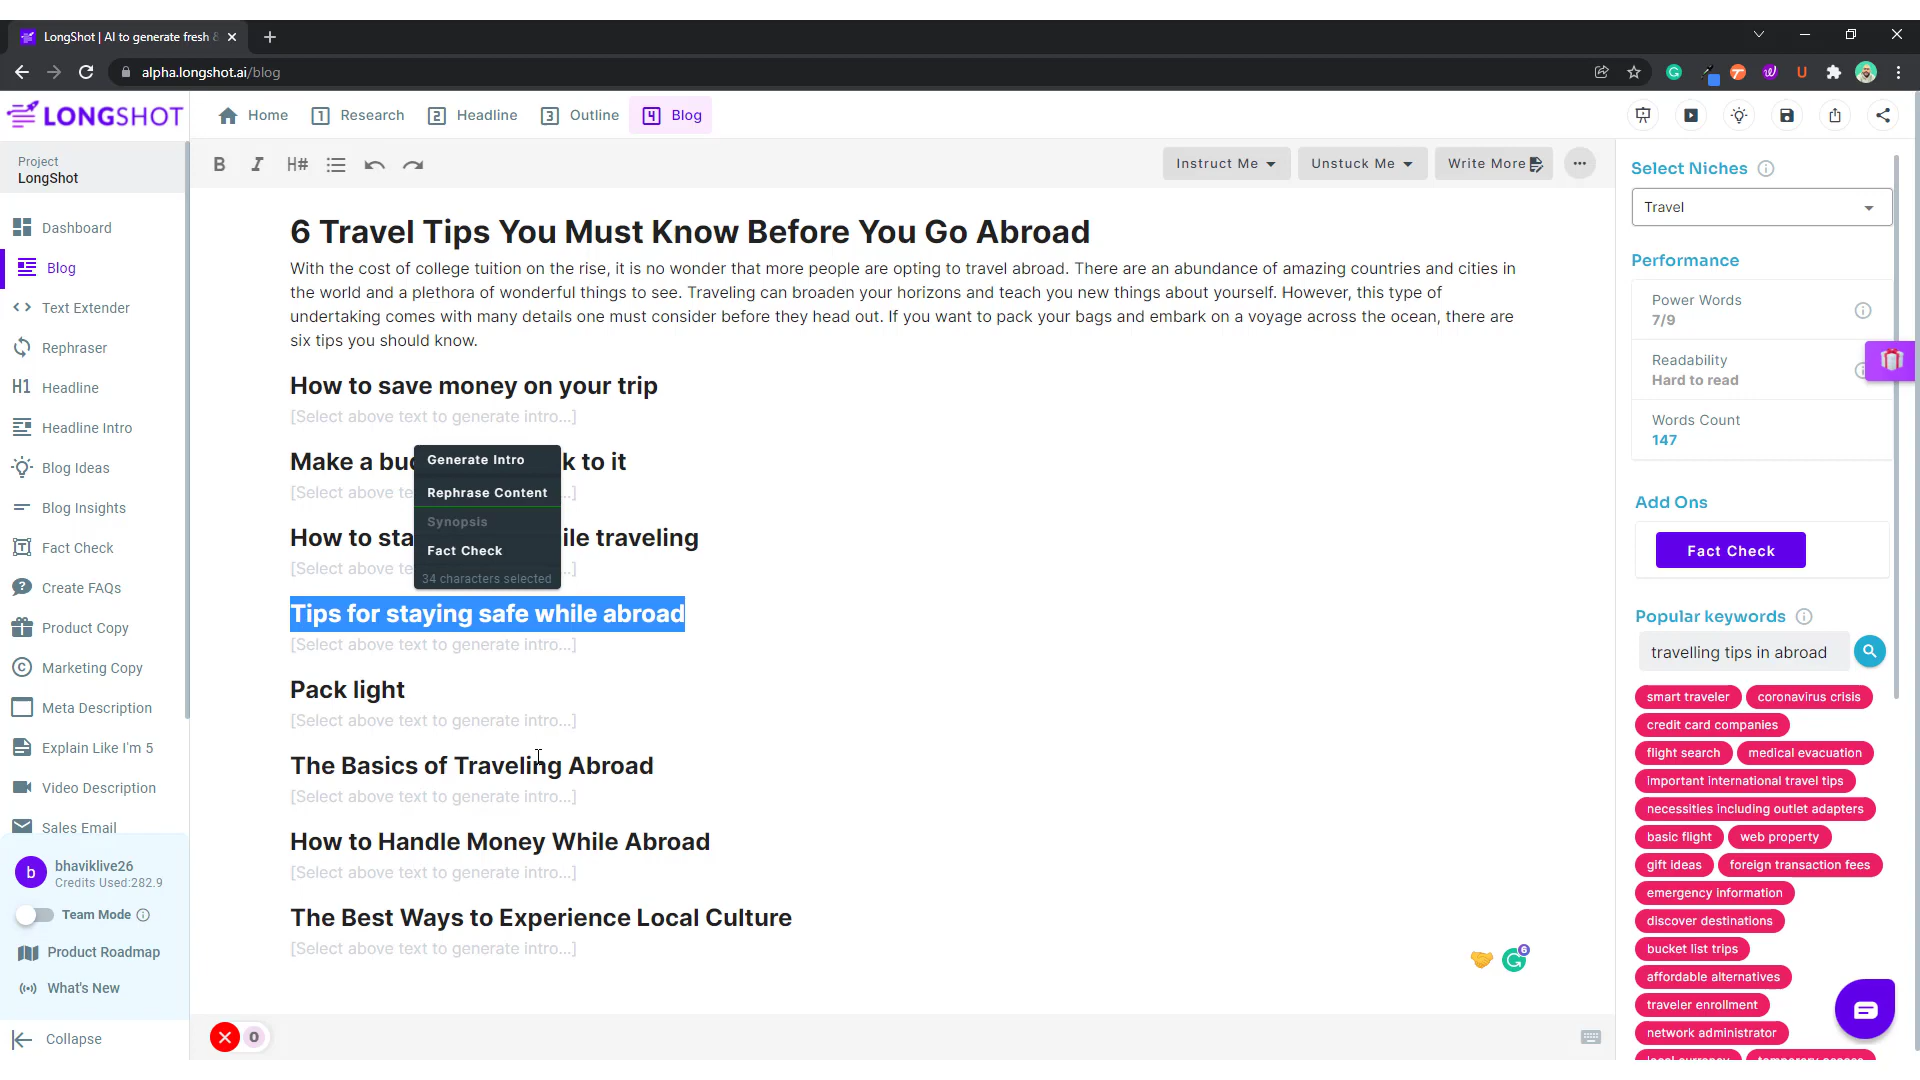 LongShot | AI to generate fresh &
alpha.longshot.ai/blog
LONGSHOT
Home
1 Research
2 Headline
3 Outline
4 Blog
Project
LongShot
B I H#
Instruct Me
Unstuck Me
Write More
Dashboard
Blog
Text Extender
Rephraser
H1 Headline
Headline Intro
Blog Ideas
Blog Insights
Fact Check
Create FAQs
Product Copy
Marketing Copy
Meta Description
Explain Like I'm 5
Video Description
Sales Email
b
bhaviklive26
Credits Used:282.9
Team Mode
Product Roadmap
What's New
Collapse
6 Travel Tips You Must Know Before You Go Abroad
With the cost of college tuition on the rise, it is no wonder that more people are opting to travel abroad. There are an abundance of amazing countries and cities in
the world and a plethora of wonderful things to see. Traveling can broaden your horizons and teach you new things about yourself. However, this type of
undertaking comes with many details one must consider before they head out. If you want to pack your bags and embark on a voyage across the ocean, there are
six tips you should know.
How to save money on your trip
[Select above text to generate intro...]
Make a bu k to it
[Select above te ...]
How to sta ile traveling
[Select above te ...]
Generate Intro
Rephrase Content
Synopsis
Fact Check
34 characters selected
Tips for staying safe while abroad
[Select above text to generate intro...]
Pack light
[Select above text to generate intro...]
The Basics of Traveling Abroad
[Select above text to generate intro...]
How to Handle Money While Abroad
[Select above text to generate intro...]
The Best Ways to Experience Local Culture
[Select above text to generate intro...]
6
0
Select Niches
Travel
Performance
Power Words
7/9
Readability
Hard to read
Words Count
147
Add Ons
Fact Check
Popular keywords
travelling tips in abroad
smart traveler
coronavirus crisis
credit card companies
flight search
medical evacuation
important international travel tips
necessities including outlet adapters
basic flight
web property
gift ideas
foreign transaction fees
emergency information
discover destinations
bucket list trips
affordable alternatives
traveler enrollment
network administrator